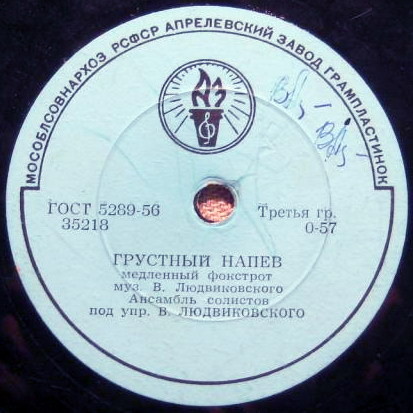 МОСОБЛСОВНАРХОЗ РСФСР АПРЕЛЕВСКИЙ ЗАВОД ГРАМПЛАСТИНОК
ГОСТ 5289-56
35218
Третья гр.
0-57
ГРУСТНЫЙ НАПЕВ
медленный фокстрот
муз. В. Людвиковского
Ансамбль солистов
под упр. В. ЛЮДВИКОВСКОГО